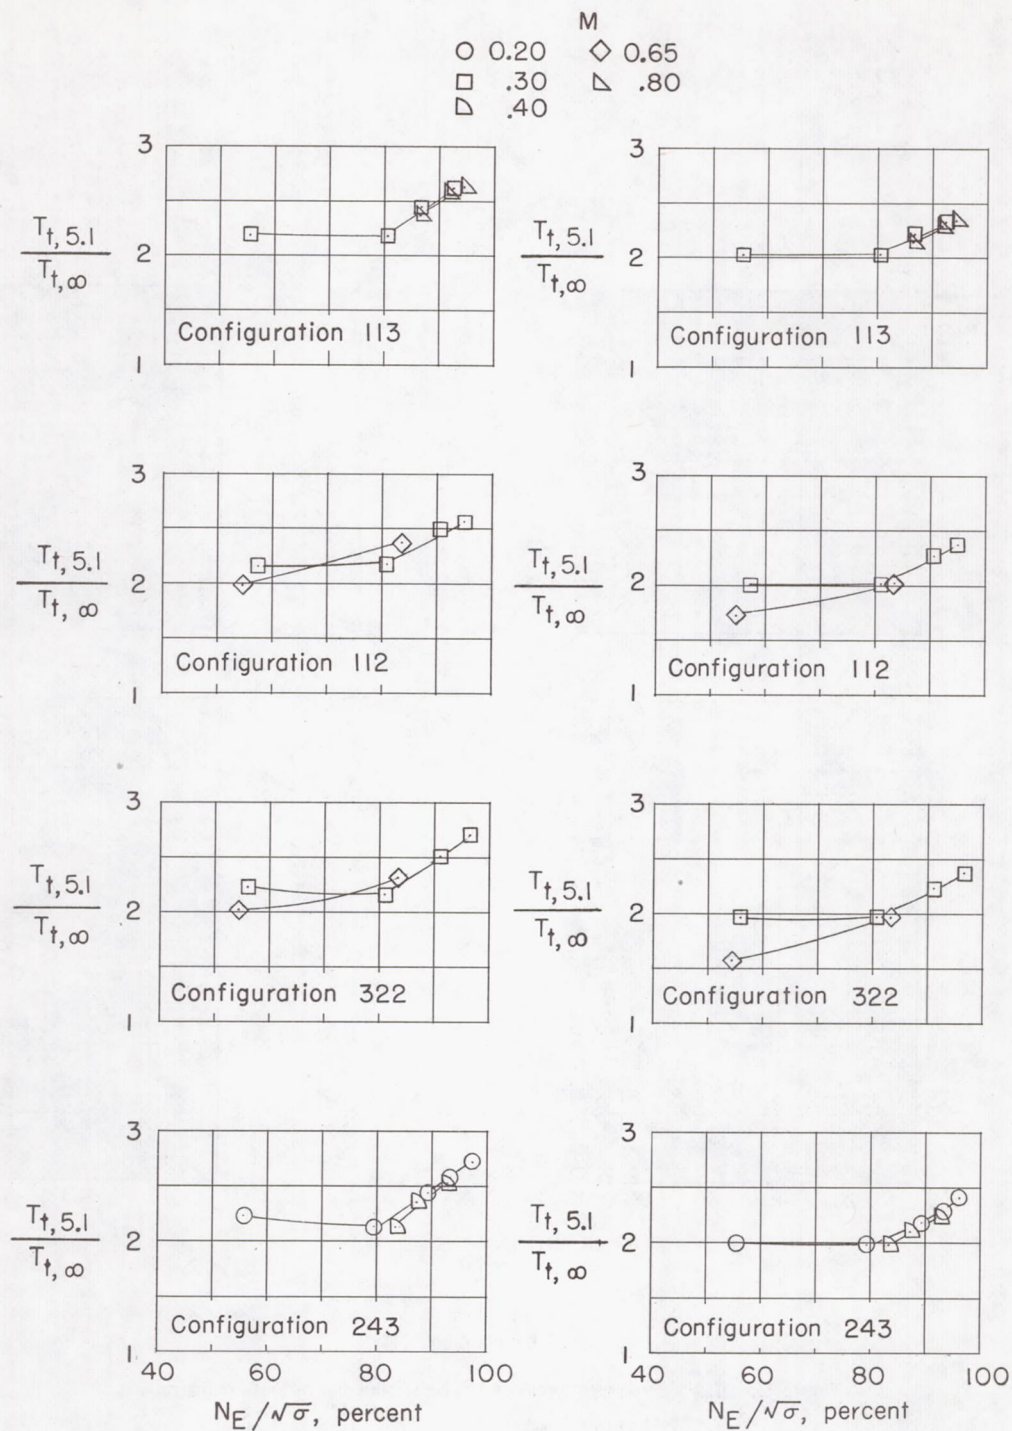 M
0.20 0.65
.30 .80
.40
3 3
T_t, 5.1 / T_t, ∞ 2 T_t, 5.1 / T_t, ∞ 2
Configuration 113 Configuration 113
1 1
3 3
T_t, 5.1 / T_t, ∞ 2 T_t, 5.1 / T_t, ∞ 2
Configuration 112 Configuration 112
1 1
3 3
T_t, 5.1 / T_t, ∞ 2 T_t, 5.1 / T_t, ∞ 2
Configuration 322 Configuration 322
1 1
3 3
T_t, 5.1 / T_t, ∞ 2 T_t, 5.1 / T_t, ∞ 2
Configuration 243 Configuration 243
1 1
40 60 80 100 40 60 80 100
N_E/√σ, percent N_E/√σ, percent